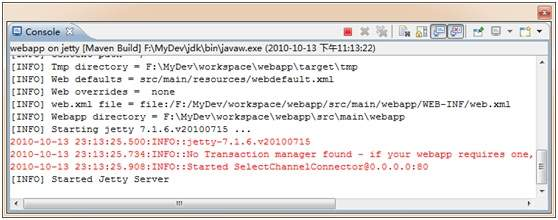 Console
webapp on jetty [Maven Build] F:\MyDev\jdk\bin\javaw.exe (2010-10-13 下午11:13:22)
[INFO] Tmp directory = F:\MyDev\workspace\webapp\target\tmp
[INFO] Web defaults = src/main/resources/webdefault.xml
[INFO] Web overrides =  none
[INFO] web.xml file = file:/F:/MyDev/workspace/webapp/src/main/webapp/WEB-INF/web.xml
[INFO] Webapp directory = F:\MyDev\workspace\webapp\src\main\webapp
[INFO] Starting jetty 7.1.6.v20100715 ...
2010-10-13 23:13:25.500:INFO::jetty-7.1.6.v20100715
2010-10-13 23:13:25.734:INFO::No Transaction manager found - if your webapp requires one,
2010-10-13 23:13:25.908:INFO::Started SelectChannelConnector@0.0.0.0:80
[INFO] Started Jetty Server